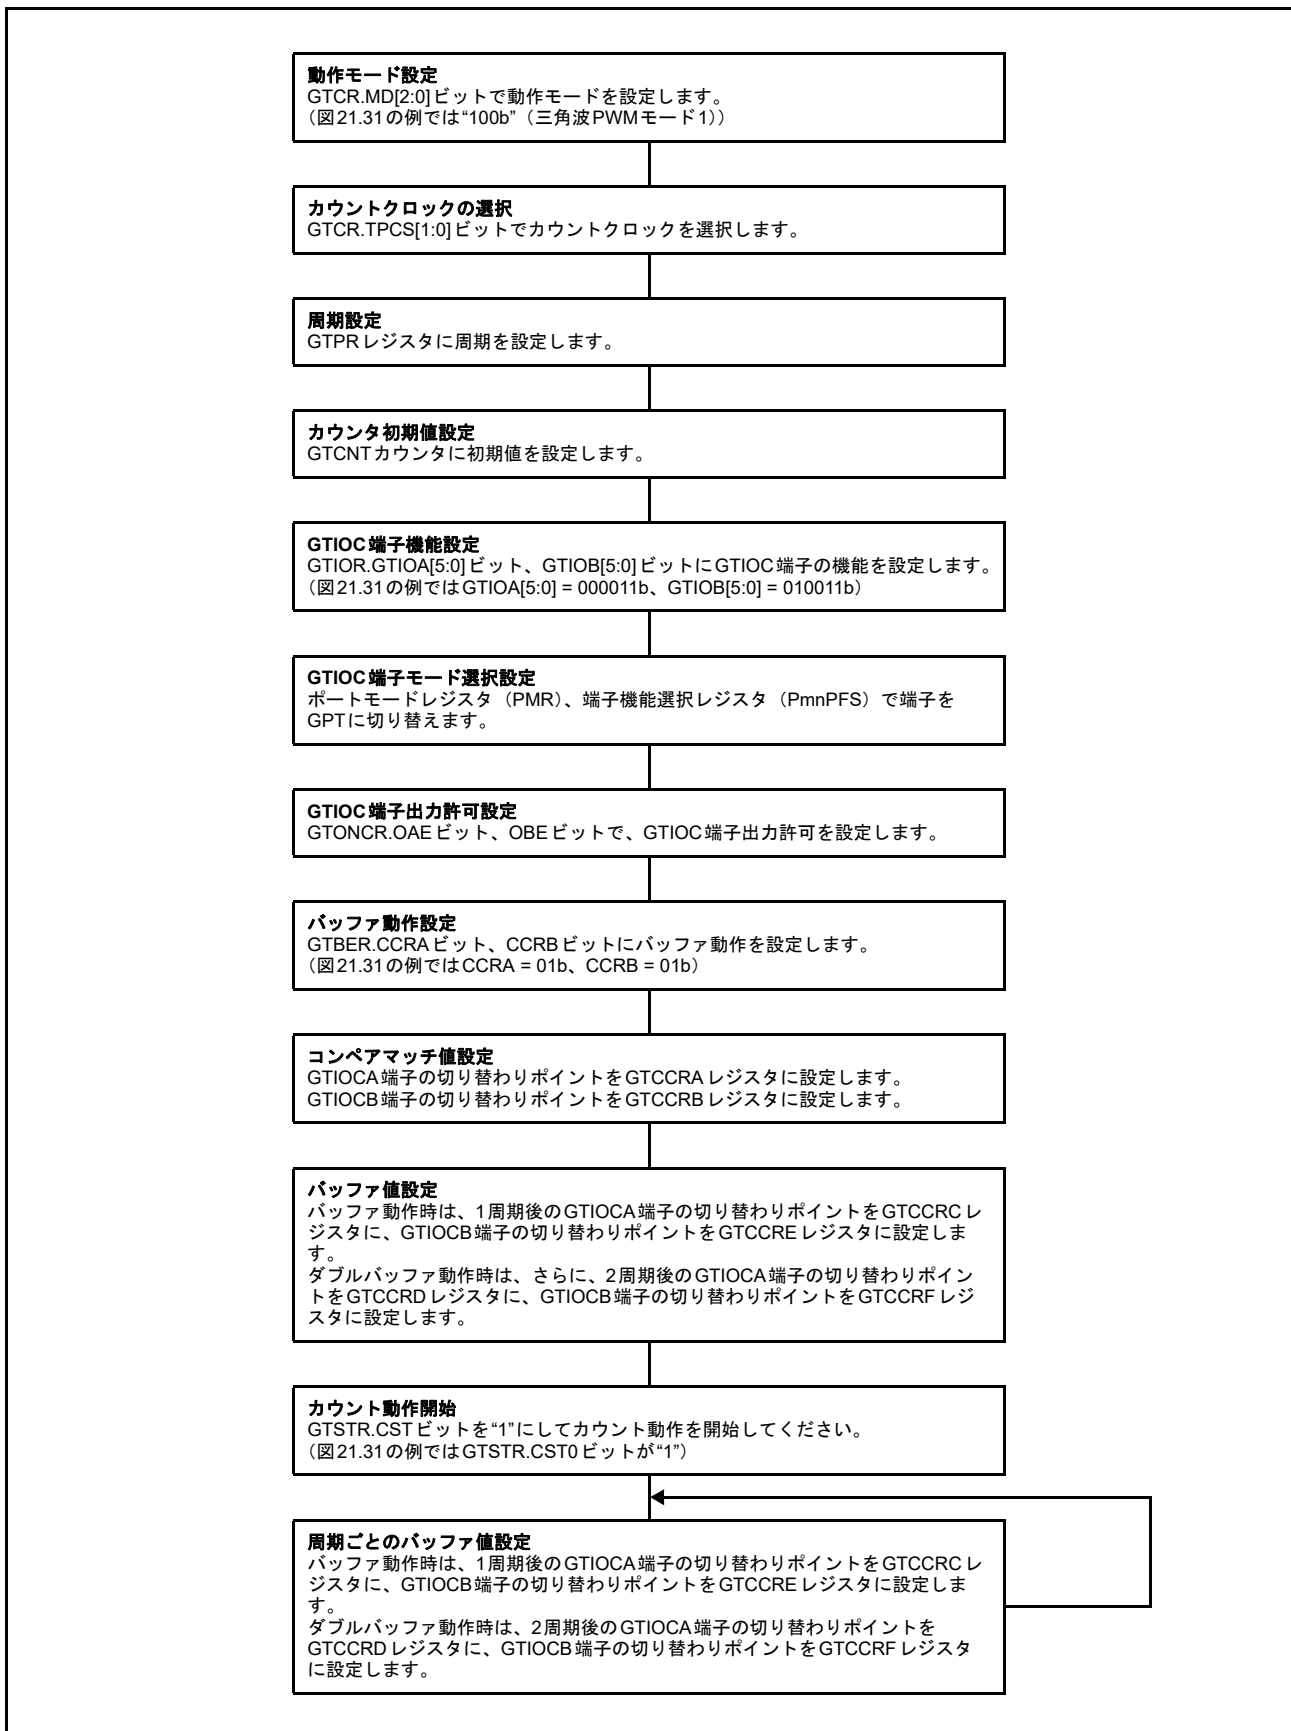 動作モード設定
GTCR.MD[2:0]ビットで動作モードを設定します。
（図21.31の例では“100b”（三角波PWMモード1））
カウントクロックの選択
GTCR.TPCS[1:0]ビットでカウントクロックを選択します。
周期設定
GTPRレジスタに周期を設定します。
カウンタ初期値設定
GTCNTカウンタに初期値を設定します。
GTIOC端子機能設定
GTIOR.GTIOA[5:0]ビット、GTIOB[5:0]ビットにGTIOC端子の機能を設定します。
（図21.31の例ではGTIOA[5:0] = 000011b、GTIOB[5:0] = 010011b）
GTIOC端子モード選択設定
ポートモードレジスタ（PMR）、端子機能選択レジスタ（PmnPFS）で端子を
GPTに切り替えます。
GTIOC端子出力許可設定
GTONCR.OAEビット、OBEビットで、GTIOC端子出力許可を設定します。
バッファ動作設定
GTBER.CCRAビット、CCRBビットにバッファ動作を設定します。
（図21.31の例ではCCRA = 01b、CCRB = 01b）
コンペアマッチ値設定
GTIOCA端子の切り替わりポイントをGTCCRAレジスタに設定します。
GTIOCB端子の切り替わりポイントをGTCCRBレジスタに設定します。
バッファ値設定
バッファ動作時は、1周期後のGTIOCA端子の切り替わりポイントをGTCCRCレ
ジスタに、GTIOCB端子の切り替わりポイントをGTCCREレジスタに設定しま
す。
ダブルバッファ動作時は、さらに、2周期後のGTIOCA端子の切り替わりポイン
トをGTCCRDレジスタに、GTIOCB端子の切り替わりポイントをGTCCRFレジ
スタに設定します。
カウント動作開始
GTSTR.CSTビットを“1”にしてカウント動作を開始してください。
（図21.31の例ではGTSTR.CST0ビットが“1”）
周期ごとのバッファ値設定
バッファ動作時は、1周期後のGTIOCA端子の切り替わりポイントをGTCCRCレ
ジスタに、GTIOCB端子の切り替わりポイントをGTCCREレジスタに設定しま
す。
ダブルバッファ動作時は、2周期後のGTIOCA端子の切り替わりポイントを
GTCCRDレジスタに、GTIOCB端子の切り替わりポイントをGTCCRFレジスタ
に設定します。